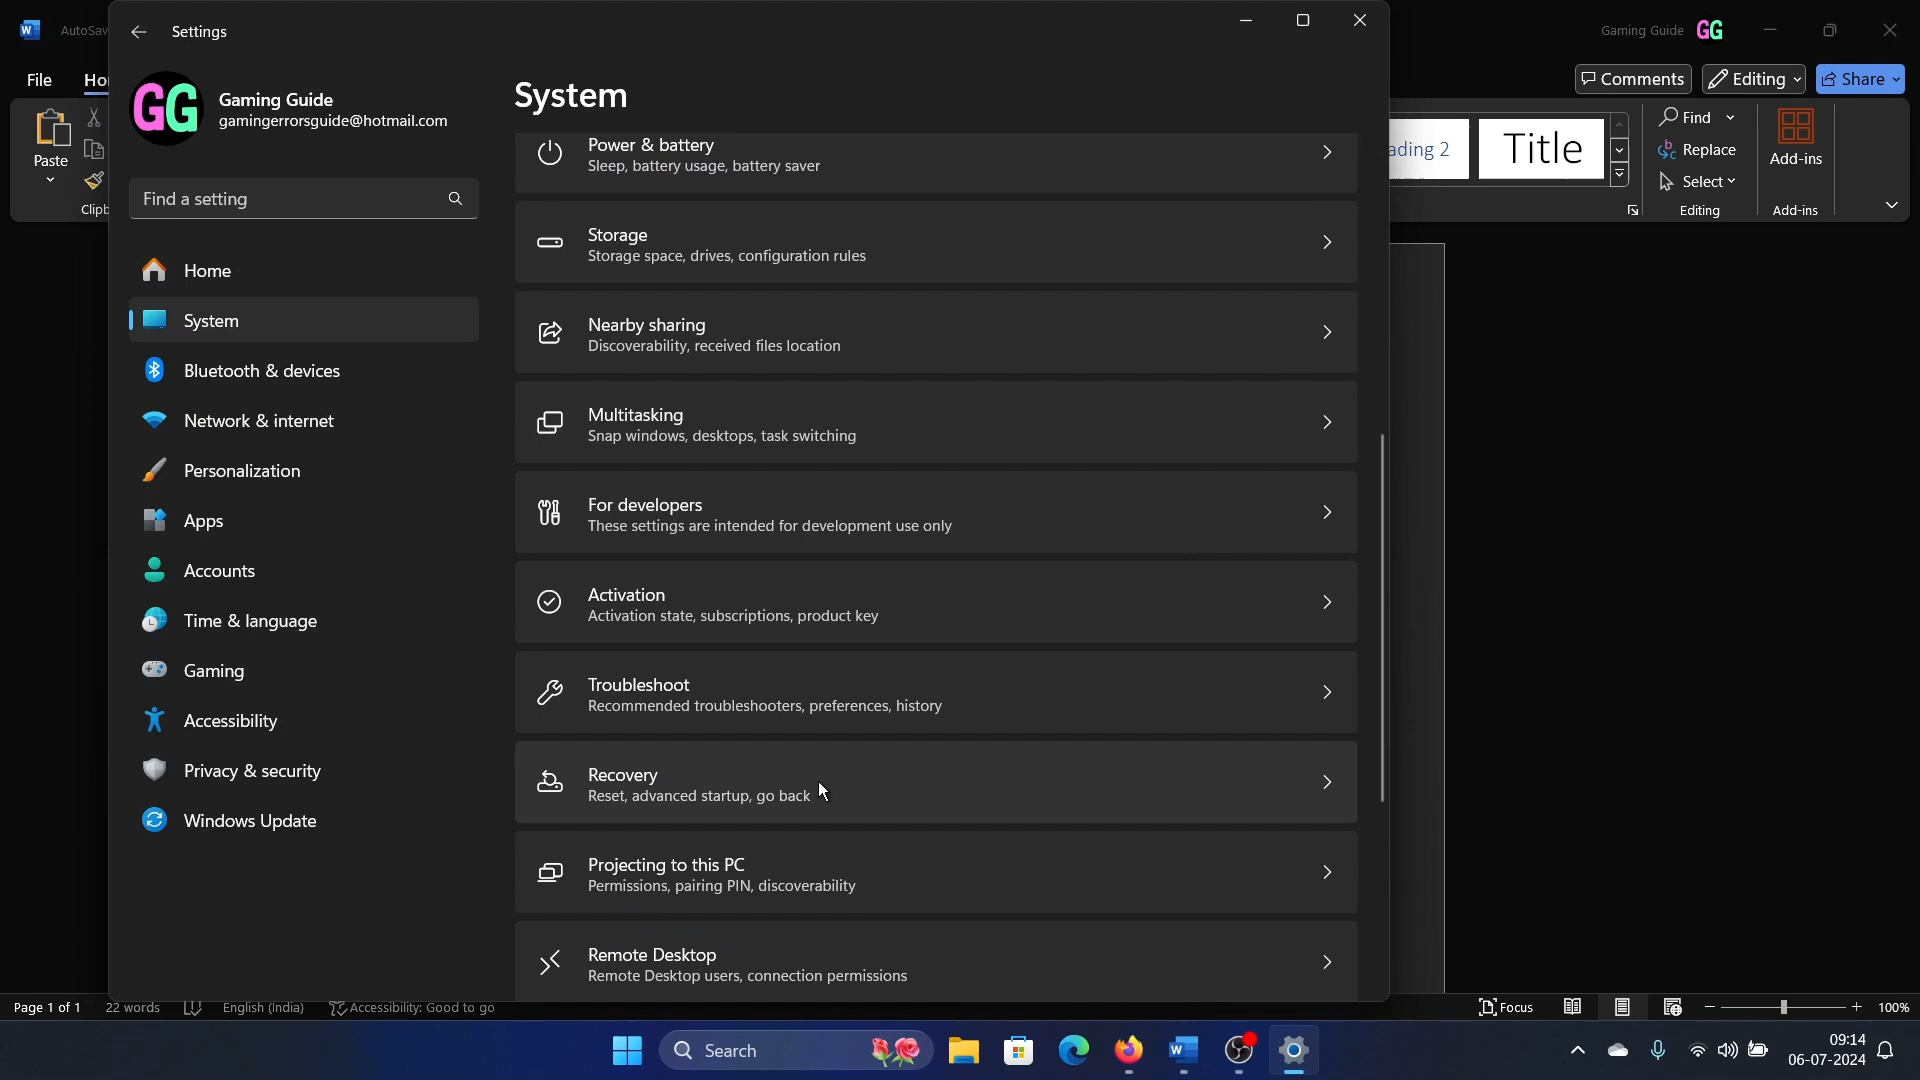 AutoSav
Gaming Guide GG
File
Ho
Comments
Editing
Share
Paste
Clipb
ading 2
Title
Find
Replace
Select
Editing
Add-ins
Add-ins
Settings
GG
Gaming Guide
gamingerrorsguide@hotmail.com
Find a setting
Home
System
Bluetooth & devices
Network & internet
Personalization
Apps
Accounts
Time & language
Gaming
Accessibility
Privacy & security
Windows Update
System
Power & battery
Sleep, battery usage, battery saver
Storage
Storage space, drives, configuration rules
Nearby sharing
Discoverability, received files location
Multitasking
Snap windows, desktops, task switching
For developers
These settings are intended for development use only
Activation
Activation state, subscriptions, product key
Troubleshoot
Recommended troubleshooters, preferences, history
Recovery
Reset, advanced startup, go back
Projecting to this PC
Permissions, pairing PIN, discoverability
Remote Desktop
Remote Desktop users, connection permissions
Page 1 of 1 22 words English (India) Accessibility: Good to go
Focus
100%
Search
09:14
06-07-2024